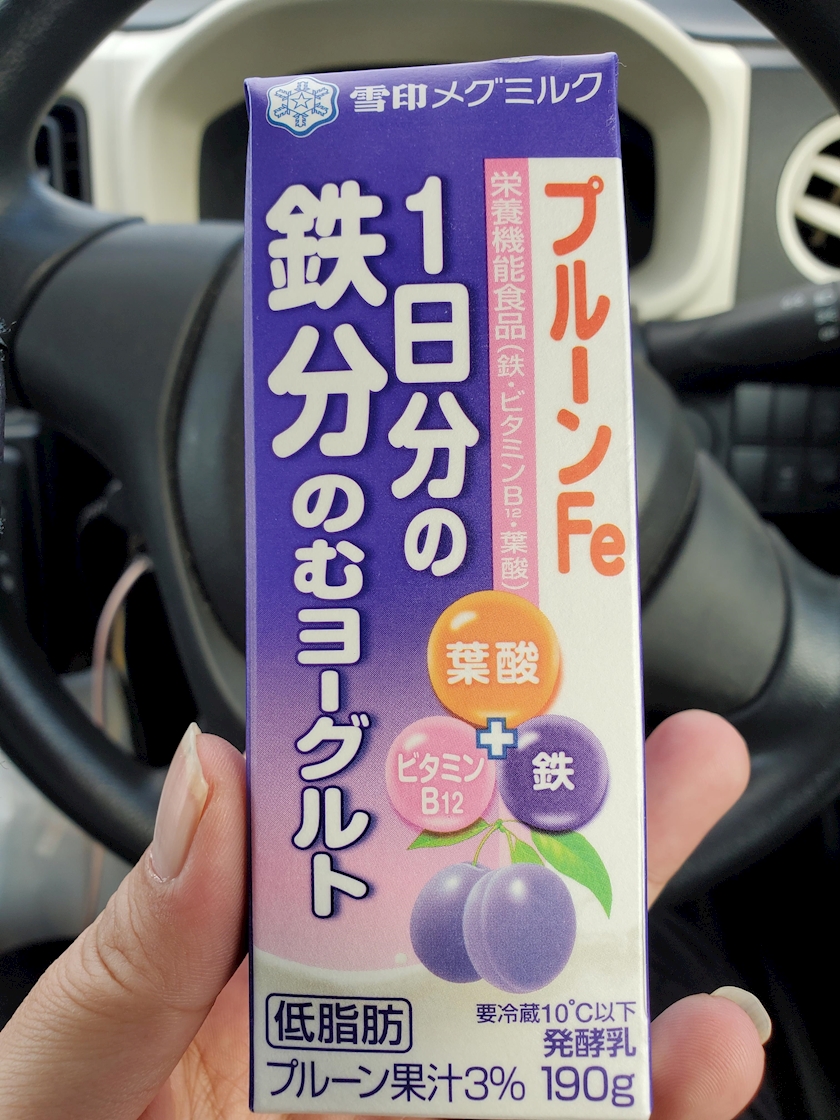 雪印メグミルク
プルーンFe
栄養機能食品(鉄・ビタミンB12・葉酸)
1日分の
鉄分のむヨーグルト
葉酸
+
ビタミン
B12
鉄
低脂肪
要冷蔵10℃以下
発酵乳
プルーン果汁3% 190g